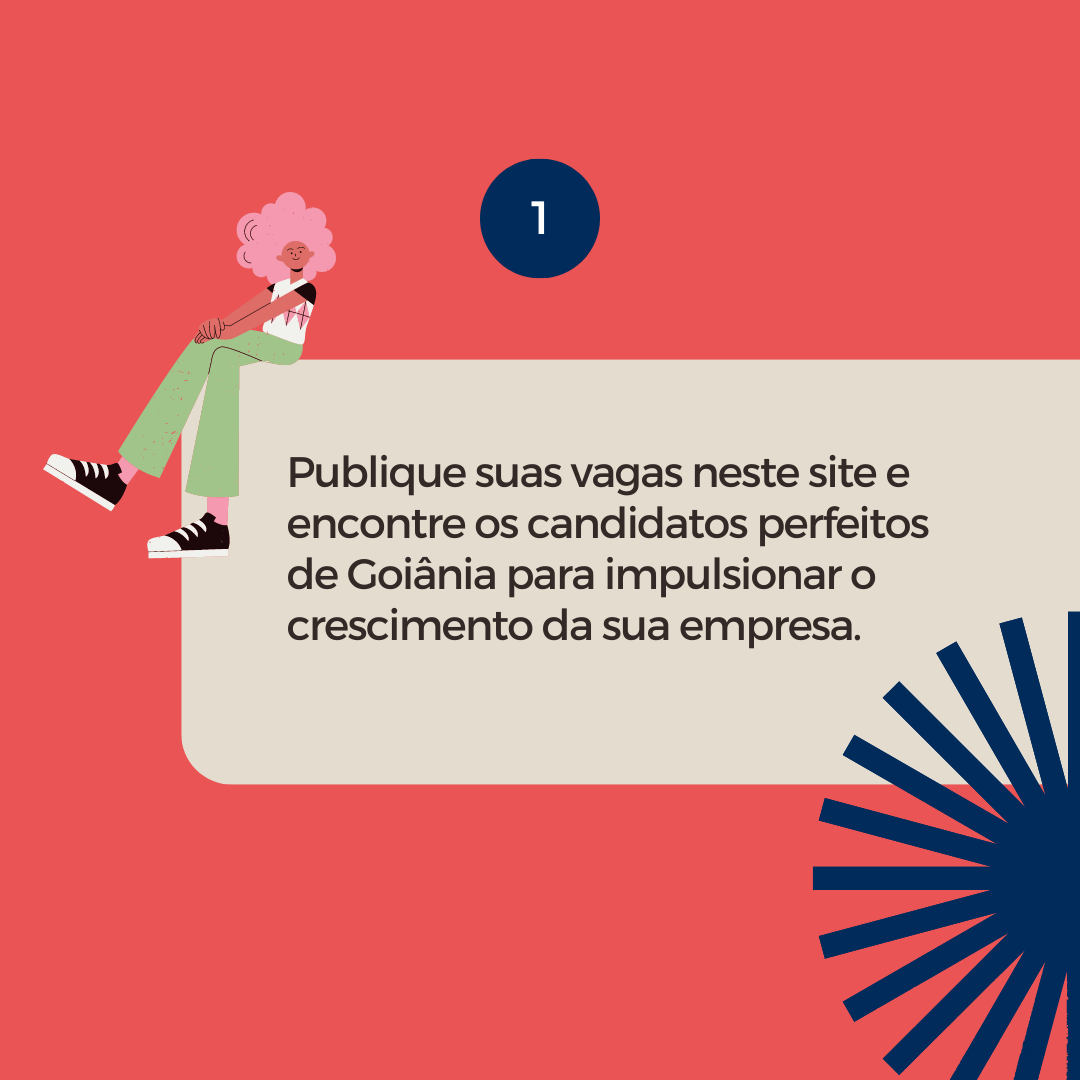 1
Publique suas vagas neste site e
encontre os candidatos perfeitos
de Goiânia para impulsionar o
crescimento da sua empresa.